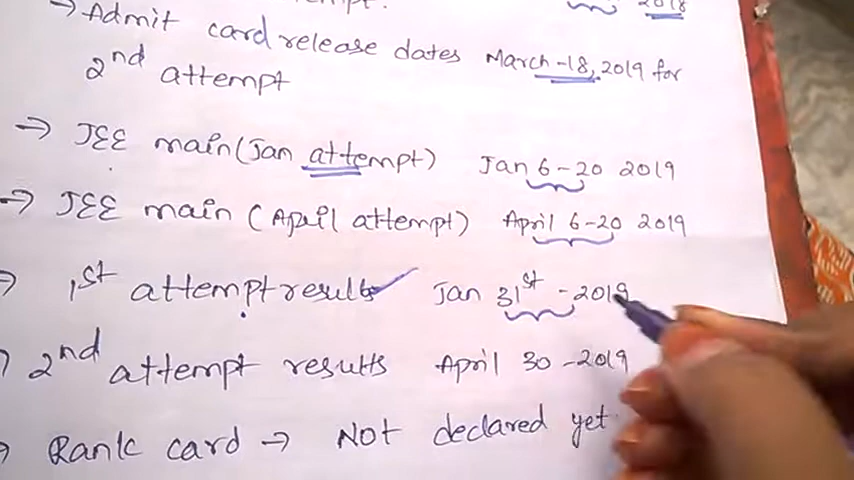 2018
→ Admit card release dates March-18, 2019 for
2nd attempt
→ JEE main (Jan attempt) Jan 6-20 2019
→ JEE main (April attempt) April 6-20 2019
→ 1st attempt results Jan 31st - 2019
→ 2nd attempt results April 30 - 2019
→ Rank card → NOt declared yet